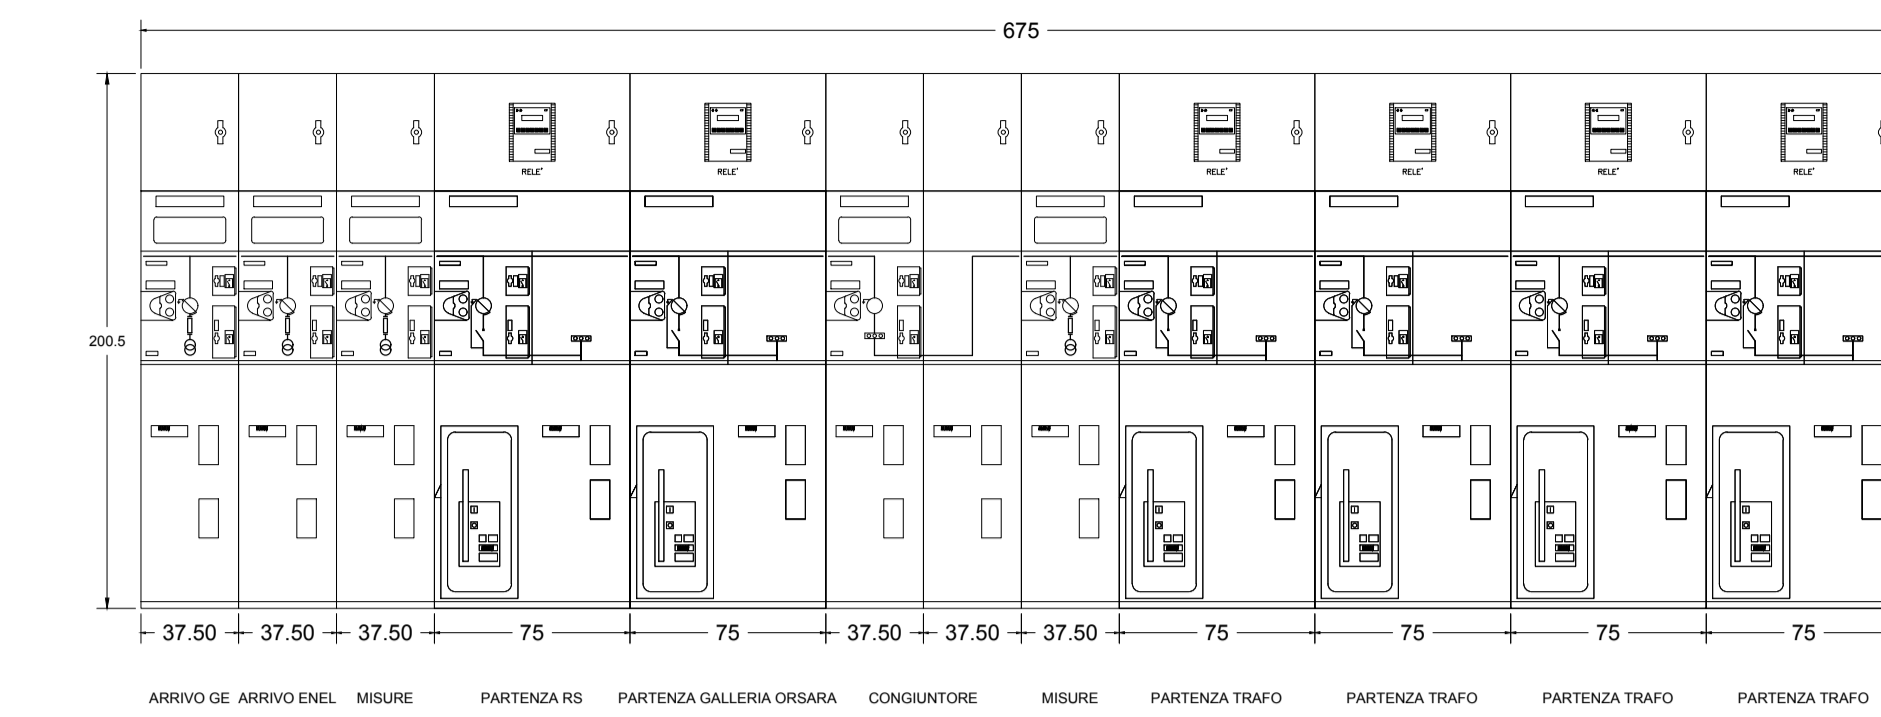 675
200.5
RELE'
RELE'
RELE'
RELE'
RELE'
RELE'
37.50
37.50
37.50
75
75
37.50
37.50
37.50
75
75
75
75
ARRIVO GE
ARRIVO ENEL
MISURE
PARTENZA RS
PARTENZA GALLERIA ORSARA
CONGIUNTORE
MISURE
PARTENZA TRAFO
PARTENZA TRAFO
PARTENZA TRAFO
PARTENZA TRAFO